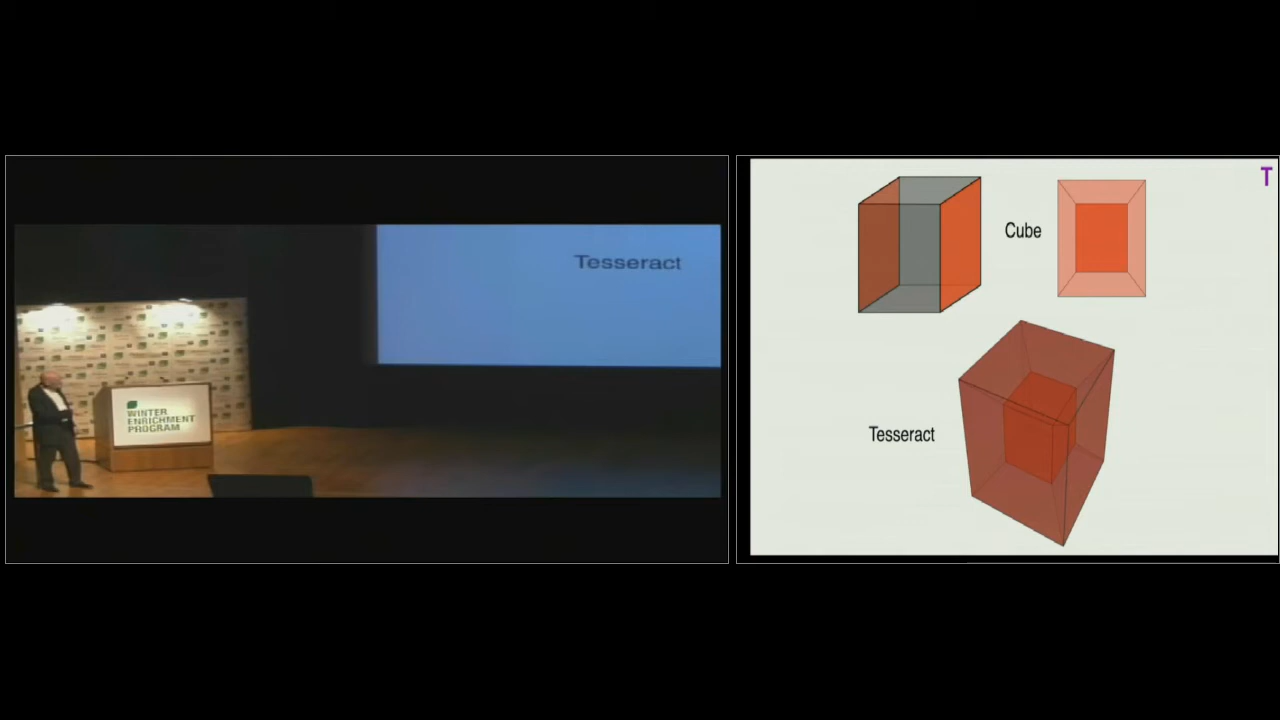 Tesseract
WINTER
ENRICHMENT
PROGRAM
T
Cube
Tesseract